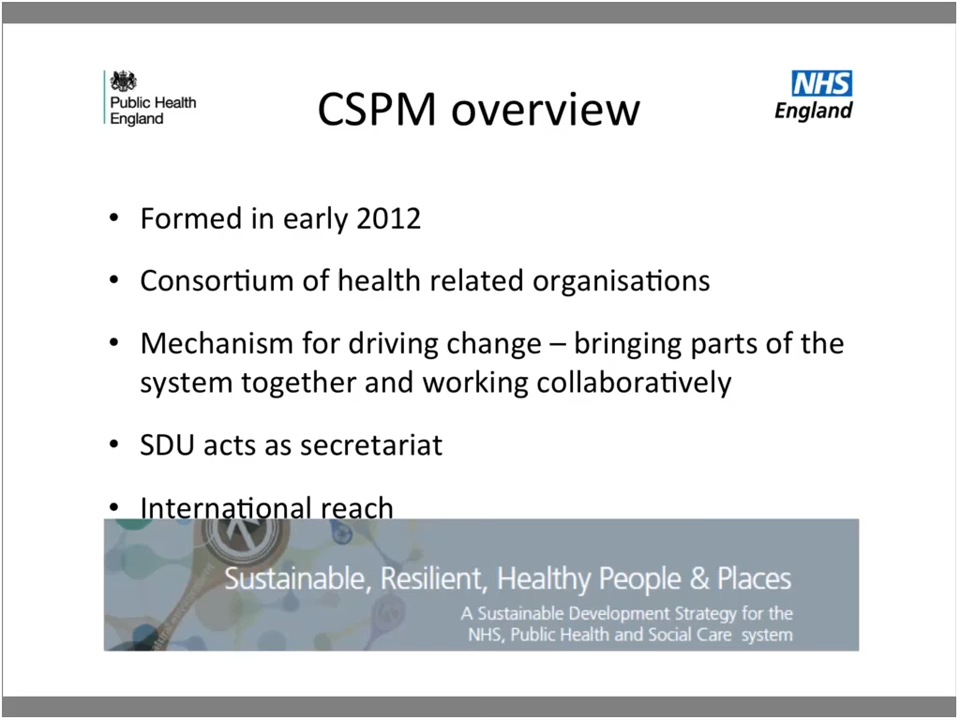 Public Health
England
CSPM overview
NHS
England
• Formed in early 2012
• Consortium of health related organisations
• Mechanism for driving change – bringing parts of the
system together and working collaboratively
• SDU acts as secretariat
• International reach
Sustainable, Resilient, Healthy People & Places
A Sustainable Development Strategy for the
NHS, Public Health and Social Care system